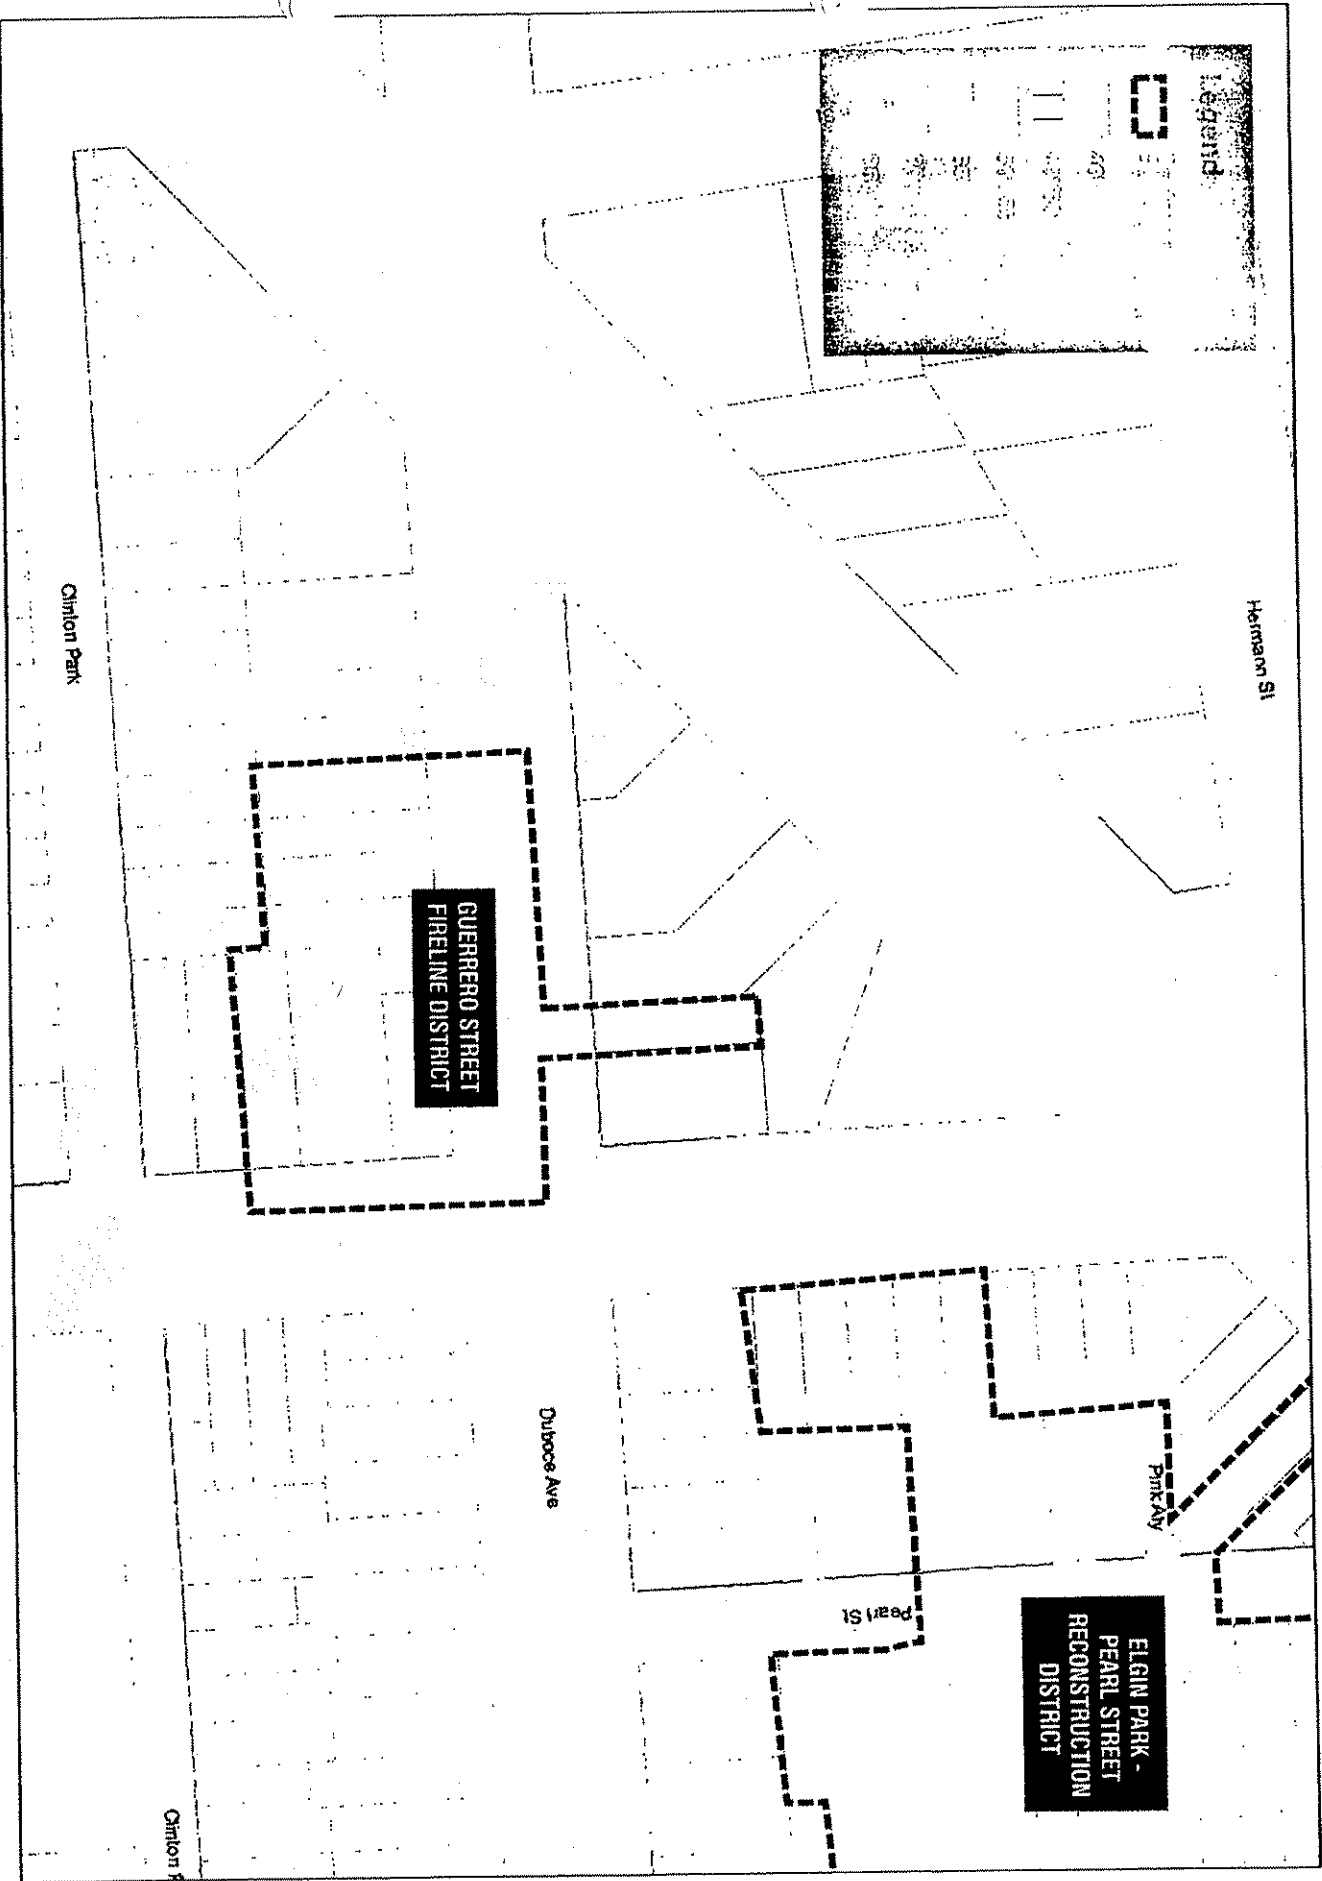 Legend
Hermann St
Clinton Park
GUERRERO STREET
FIRELINE DISTRICT
Duboce Ave
Pink Aly
Pearl St
ELGIN PARK -
PEARL STREET
RECONSTRUCTION
DISTRICT
Clinton P